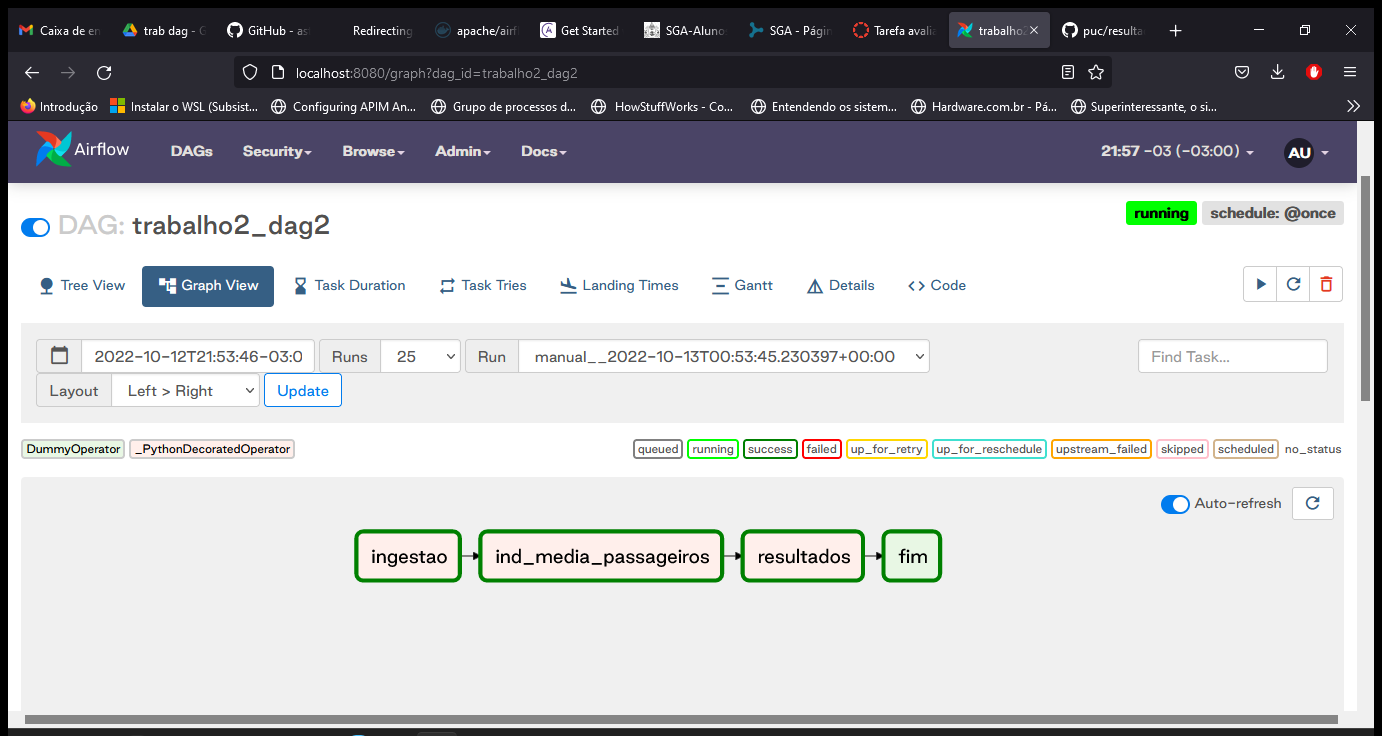 Caixa de en
trab dag - G
GitHub - as
Redirecting
apache/airf
Get Started
SGA-Aluno
SGA - Págin
Tarefa avali
trabalho2
puc/resulta
localhost:8080/graph?dag_id=trabalho2_dag2
Introdução
Instalar o WSL (Subsist...
Configuring APIM An...
Grupo de processos d...
HowStuffWorks - Co...
Entendendo os sistem...
Hardware.com.br - Pá...
Superinteressante, o si...
Airflow
DAGs
Security
Browse
Admin
Docs
21:57 -03 (-03:00)
AU
DAG: trabalho2_dag2
running
schedule: @once
Tree View
Graph View
Task Duration
Task Tries
Landing Times
Gantt
Details
Code
2022-10-12T21:53:46-03:0
Runs
25
Run
manual__2022-10-13T00:53:45.230397+00:00
Find Task...
Layout
Left > Right
Update
DummyOperator
_PythonDecoratedOperator
queued
running
success
failed
up_for_retry
up_for_reschedule
upstream_failed
skipped
scheduled
no_status
Auto-refresh
ingestao
ind_media_passageiros
resultados
fim